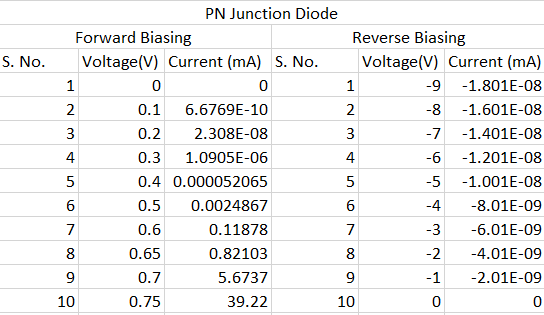 PN Junction Diode
Forward Biasing Reverse Biasing
S. No. Voltage(V) Current (mA) S. No. Voltage(V) Current (mA)
1 0 0 1 -9 -1.801E-08
2 0.1 6.6769E-10 2 -8 -1.601E-08
3 0.2 2.308E-08 3 -7 -1.401E-08
4 0.3 1.0905E-06 4 -6 -1.201E-08
5 0.4 0.000052065 5 -5 -1.001E-08
6 0.5 0.0024867 6 -4 -8.01E-09
7 0.6 0.11878 7 -3 -6.01E-09
8 0.65 0.82103 8 -2 -4.01E-09
9 0.7 5.6737 9 -1 -2.01E-09
10 0.75 39.22 10 0 0